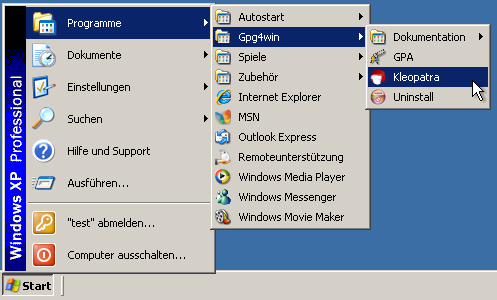 Windows XP Professional
Programme
Dokumente
Einstellungen
Suchen
Hilfe und Support
Ausführen...
"test" abmelden...
Computer ausschalten...
Autostart
Gpg4win
Spiele
Zubehör
Internet Explorer
MSN
Outlook Express
Remoteunterstützung
Windows Media Player
Windows Messenger
Windows Movie Maker
Dokumentation
GPA
Kleopatra
Uninstall
Start